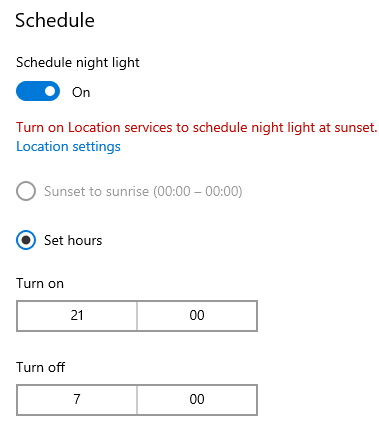 Schedule
Schedule night light
On
Turn on Location services to schedule night light at sunset.
Location settings
Sunset to sunrise (00:00 – 00:00)
Set hours
Turn on
21 00
Turn off
7 00